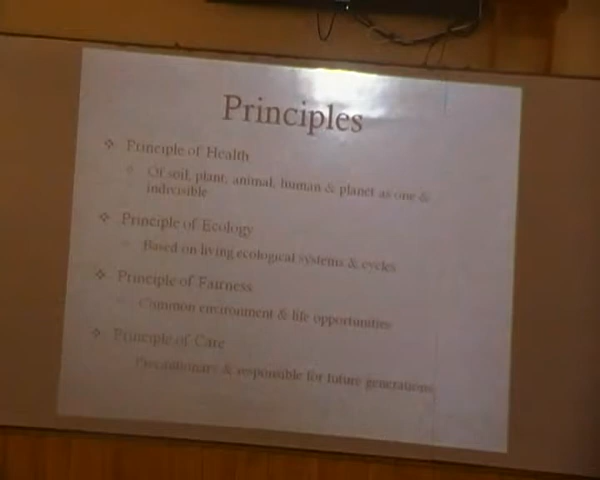 Principles
Principle of Health
Of soil, plant, animal, human & planet as one &
indivisible
Principle of Ecology
Based on living ecological systems & cycles
Principle of Fairness
Common environment & life opportunities
Principle of Care
Precautionary & responsible for future generations